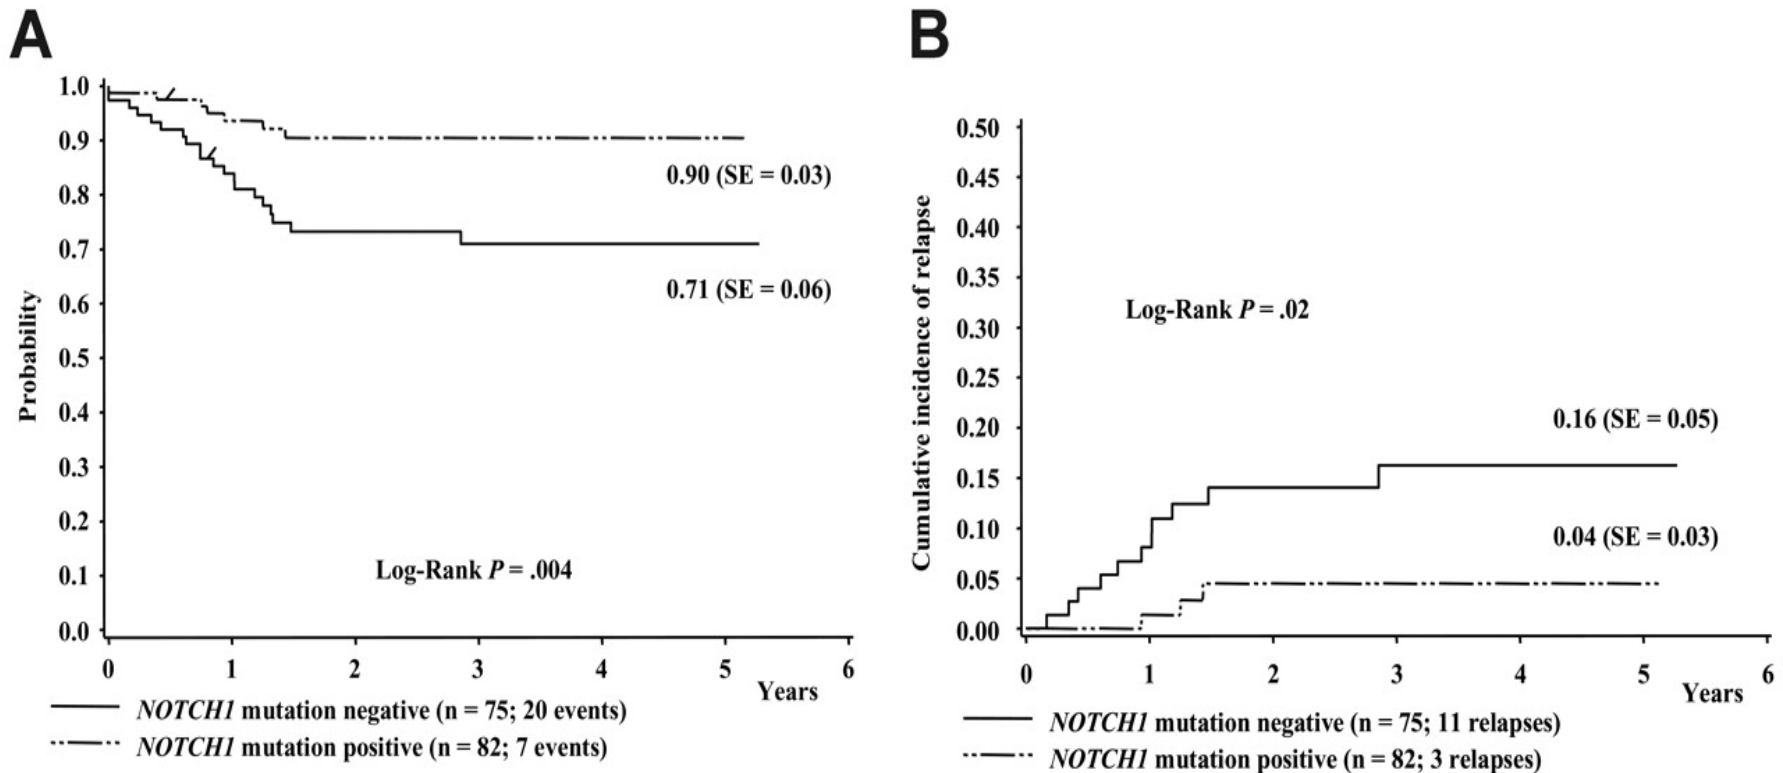 A
Probability
1.0
0.9
0.8
0.7
0.6
0.5
0.4
0.3
0.2
0.1
0.0
0.90 (SE = 0.03)
0.71 (SE = 0.06)
Log-Rank P = .004
0 1 2 3 4 5 6
Years
NOTCH1 mutation negative (n = 75; 20 events)
NOTCH1 mutation positive (n = 82; 7 events)
B
Cumulative incidence of relapse
0.50
0.45
0.40
0.35
0.30
0.25
0.20
0.15
0.10
0.05
0.00
Log-Rank P = .02
0.16 (SE = 0.05)
0.04 (SE = 0.03)
0 1 2 3 4 5 6
Years
NOTCH1 mutation negative (n = 75; 11 relapses)
NOTCH1 mutation positive (n = 82; 3 relapses)